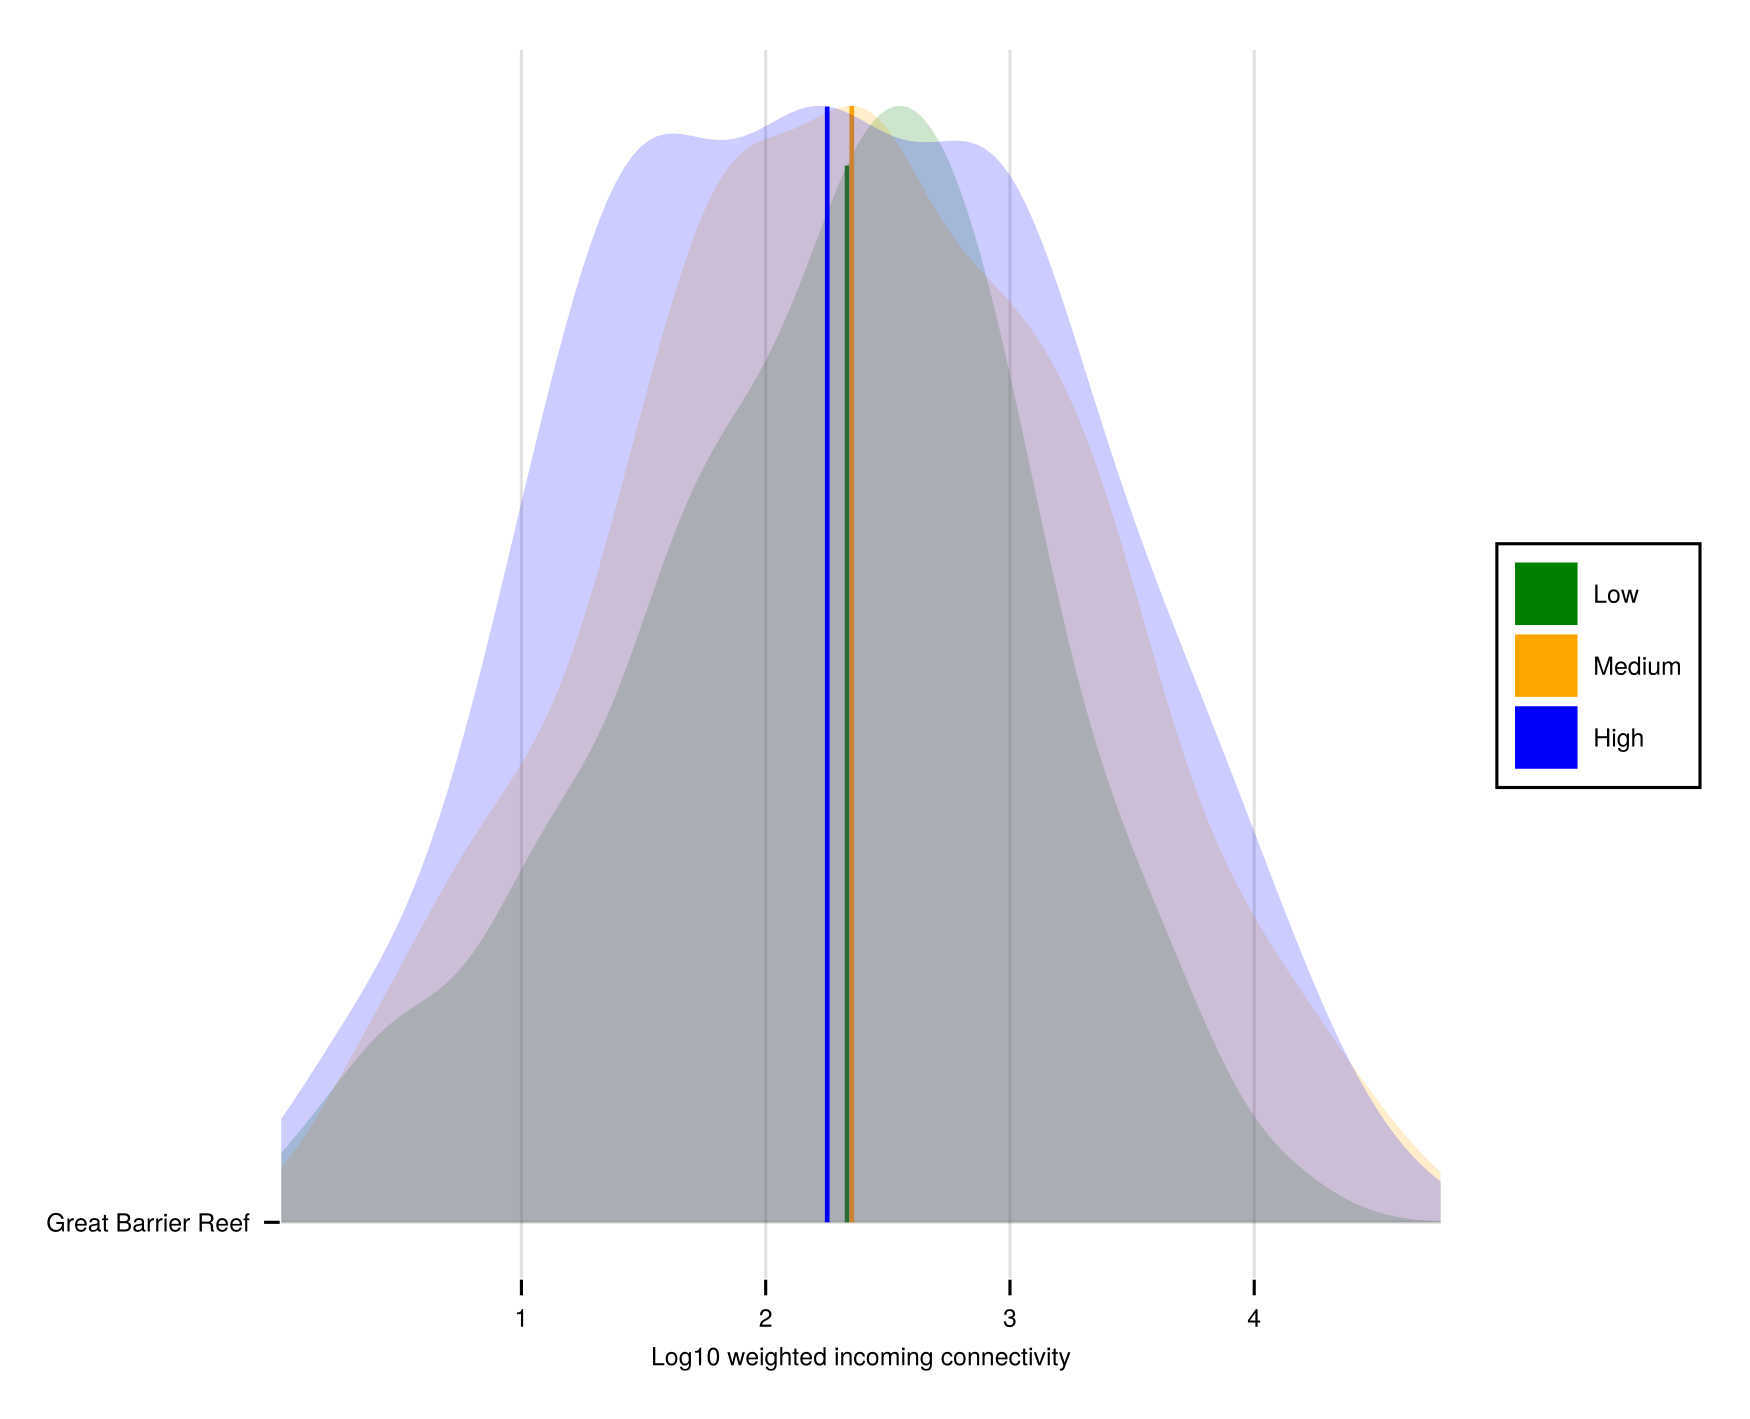 Low
Medium
High
Great Barrier Reef
1 2 3 4
Log10 weighted incoming connectivity